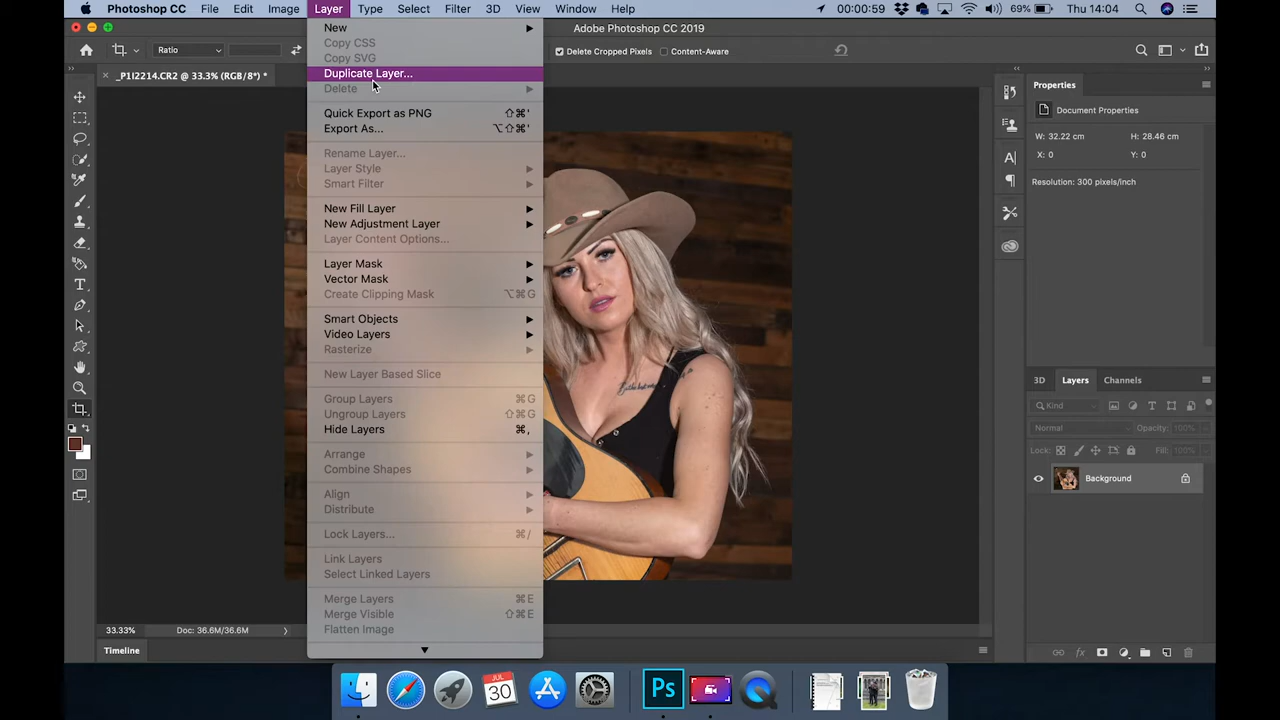 Photoshop CC File Edit Image Layer Type Select Filter 3D View Window Help 00:00:59 69% Thu 14:04
Adobe Photoshop CC 2019
Ratio Delete Cropped Pixels Content-Aware
× _P1I2214.CR2 @ 33.3% (RGB/8*) *
New
Copy CSS
Copy SVG
Duplicate Layer...
Delete
Quick Export as PNG ⇧⌘'
Export As... ⌥⇧⌘'
Rename Layer...
Layer Style
Smart Filter
New Fill Layer
New Adjustment Layer
Layer Content Options...
Layer Mask
Vector Mask
Create Clipping Mask ⌥⌘G
Smart Objects
Video Layers
Rasterize
New Layer Based Slice
Group Layers ⌘G
Ungroup Layers ⇧⌘G
Hide Layers ⌘,
Arrange
Combine Shapes
Align
Distribute
Lock Layers... ⌘/
Link Layers
Select Linked Layers
Merge Layers ⌘E
Merge Visible ⇧⌘E
Flatten Image
Properties
Document Properties
W: 32.22 cm H: 28.46 cm
X: 0 Y: 0
Resolution: 300 pixels/inch
3D Layers Channels
Kind
Normal Opacity: 100%
Lock: Fill: 100%
Background
33.33% Doc: 36.6M/36.6M
Timeline
JUL
30
Ps